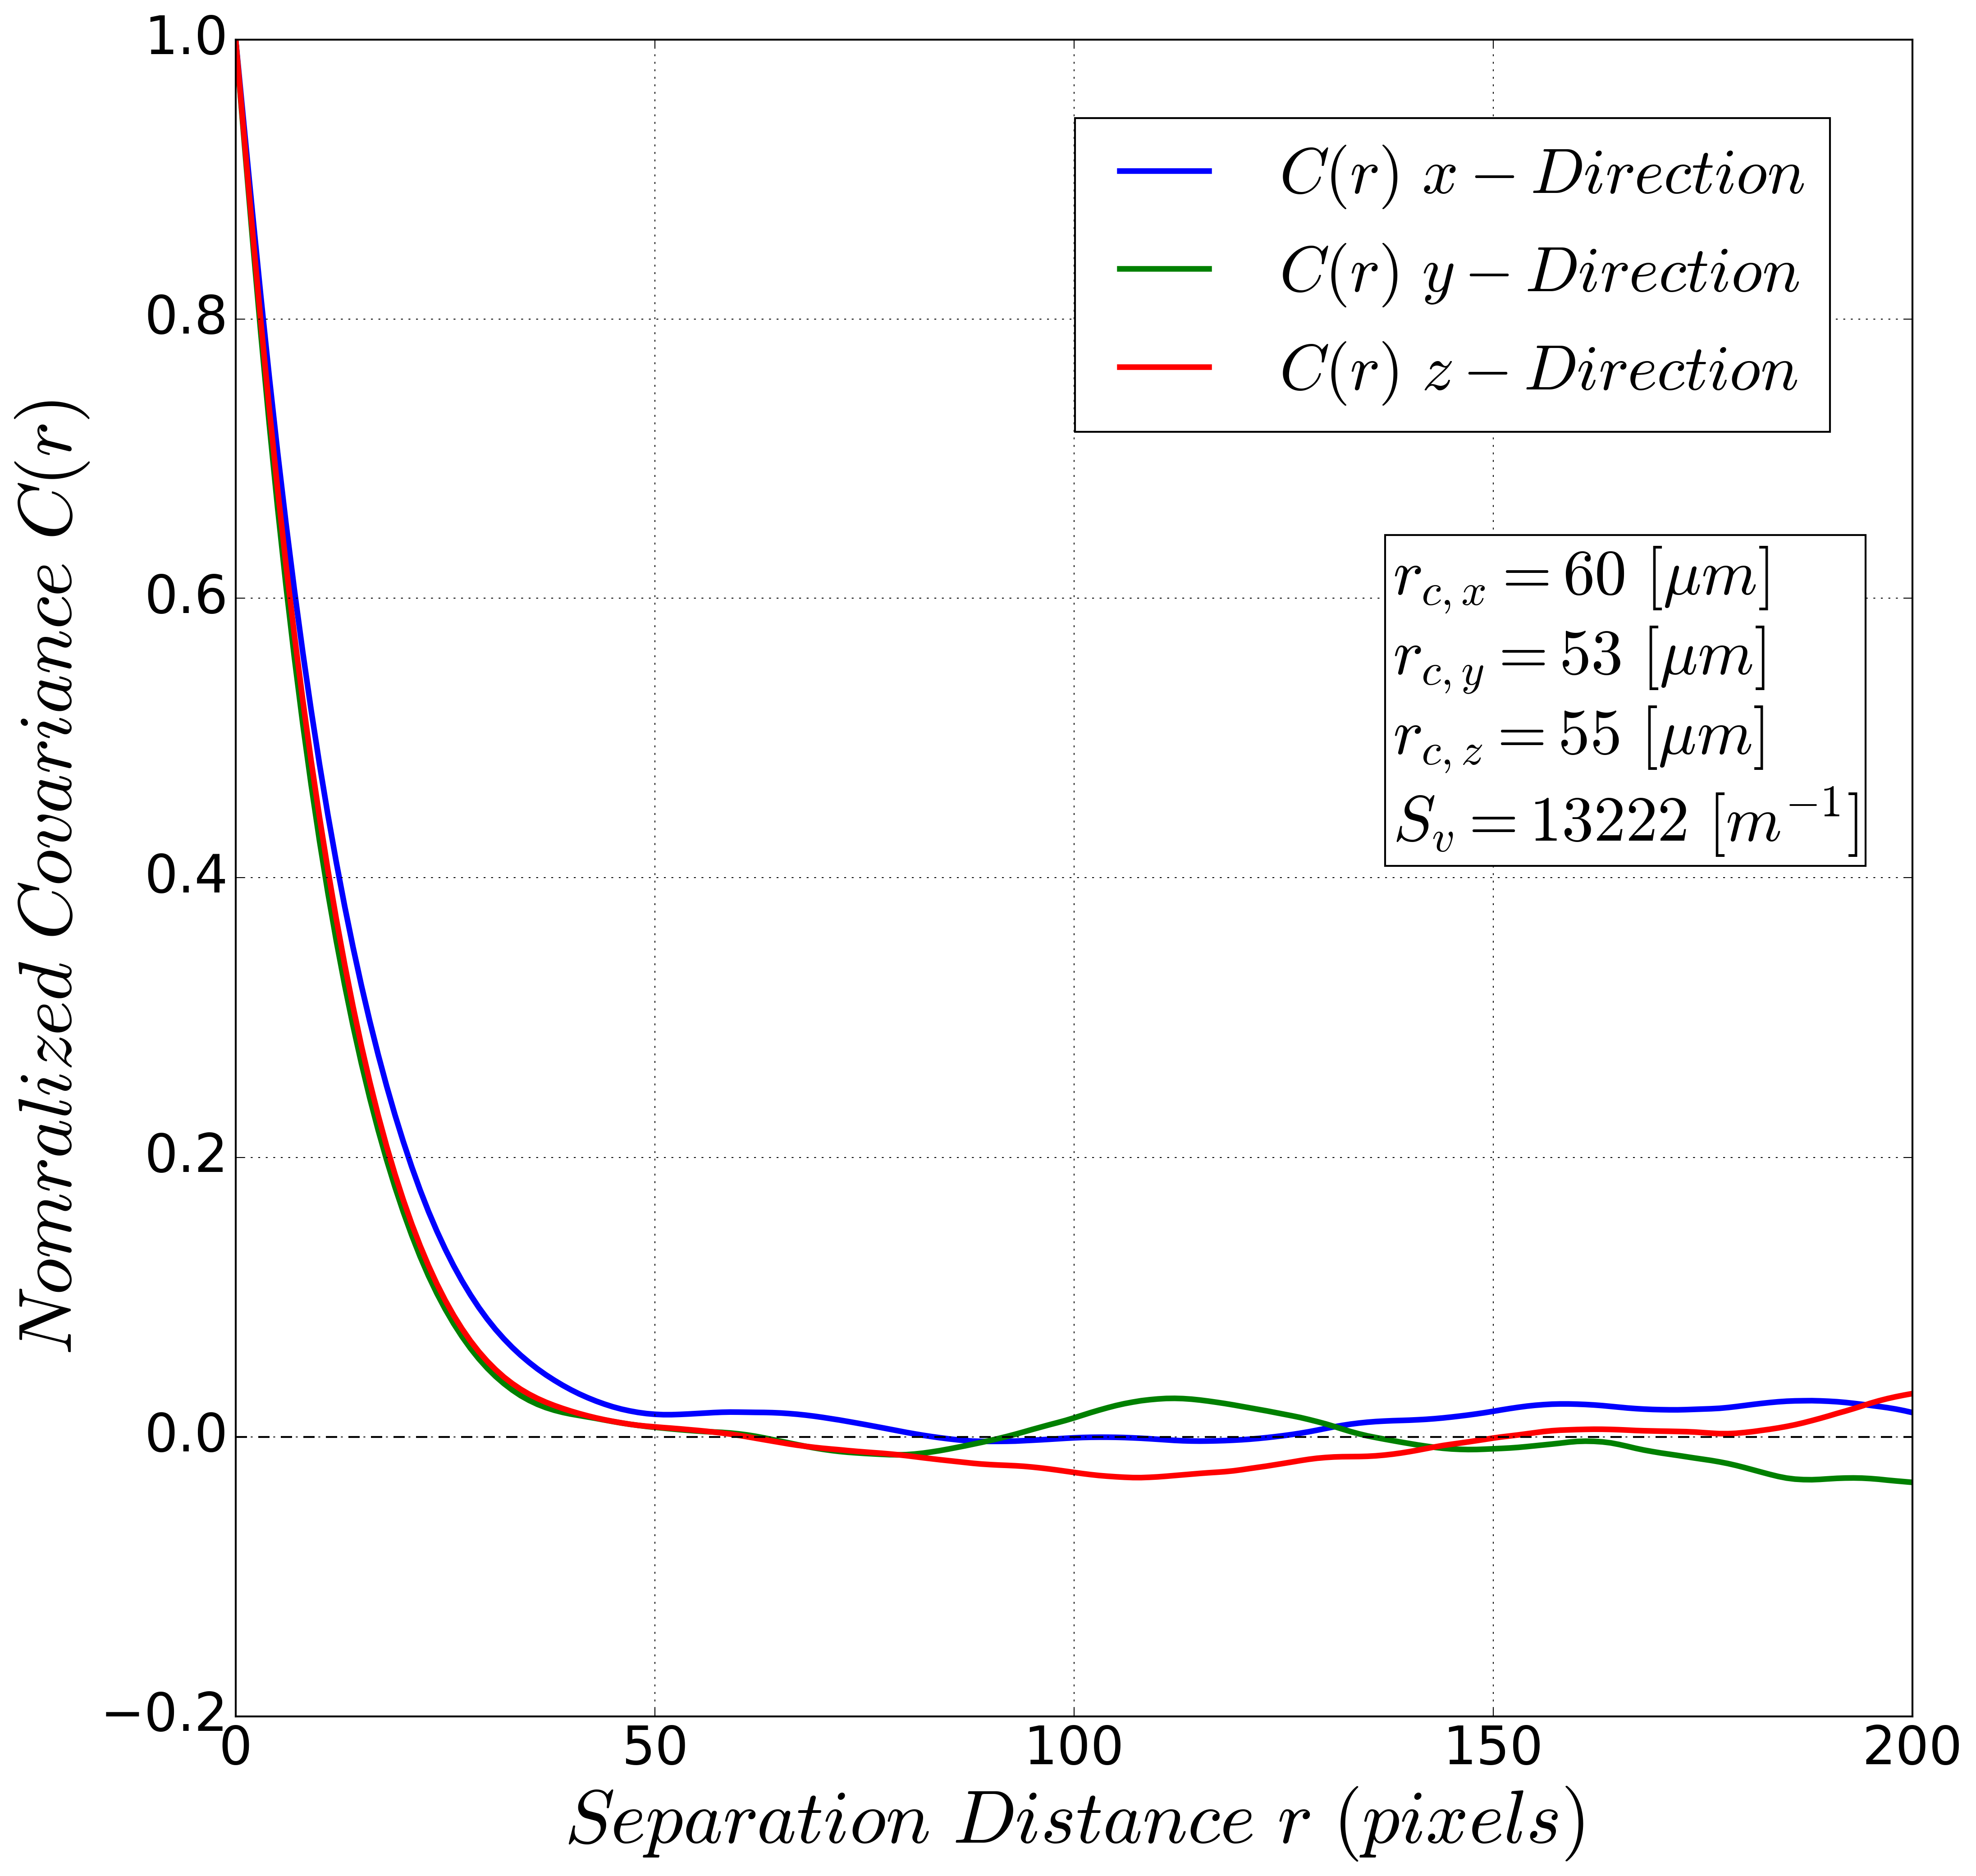 1.0
0.8
0.6
0.4
0.2
0.0
−0.2
0
50
100
150
200
Nomralized Covariance C(r)
Separation Distance r (pixels)
C(r) x − Direction
C(r) y − Direction
C(r) z − Direction
r_{c, x} = 60 [μm]
r_{c, y} = 53 [μm]
r_{c, z} = 55 [μm]
S_v = 13222 [m^{−1}]